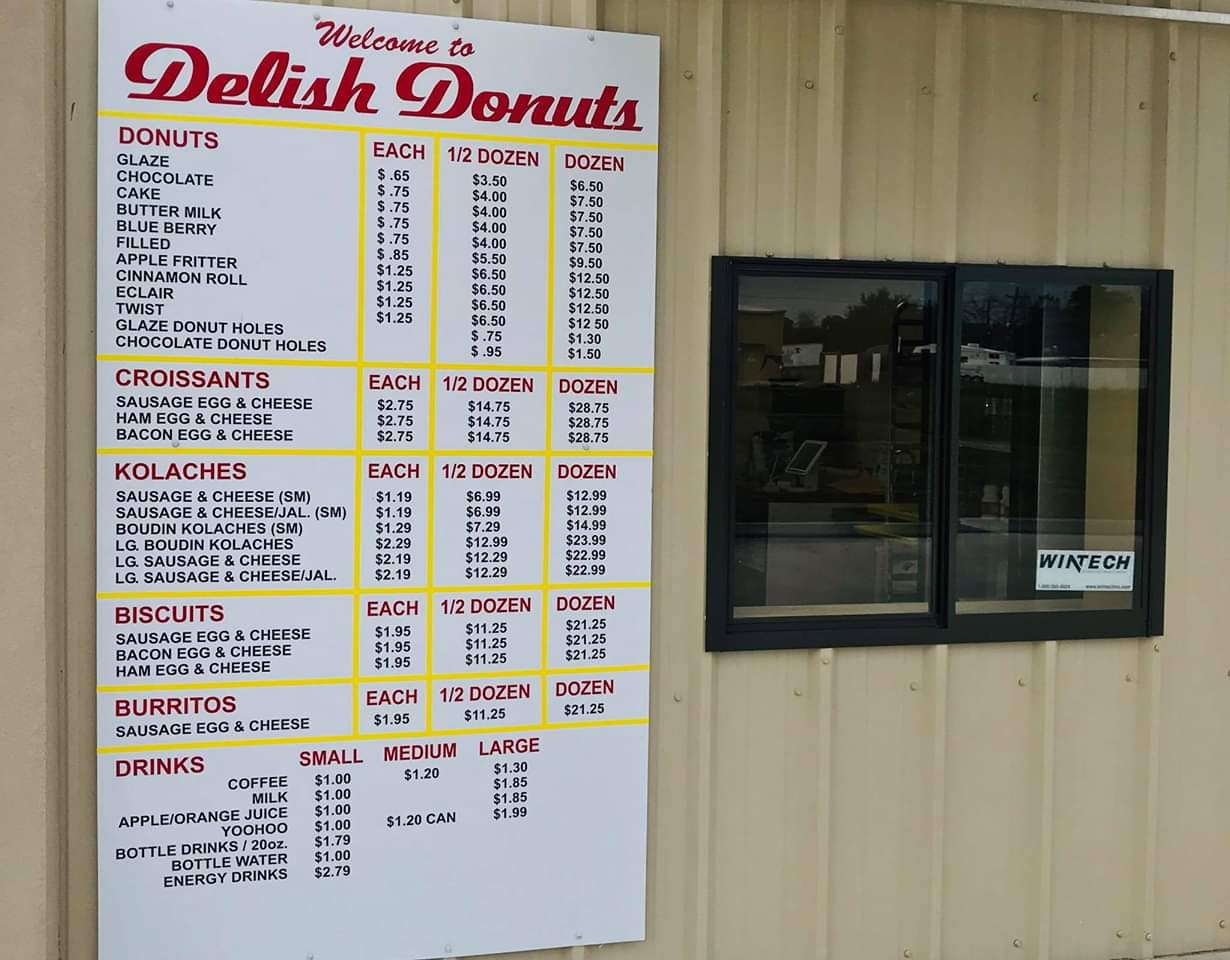 Welcome to
Delish Donuts
DONUTS EACH 1/2 DOZEN DOZEN
GLAZE $ .65 $3.50 $6.50
CHOCOLATE $ .75 $4.00 $7.50
CAKE $ .75 $4.00 $7.50
BUTTER MILK $ .75 $4.00 $7.50
BLUE BERRY $ .75 $4.00 $7.50
FILLED $ .85 $5.50 $9.50
APPLE FRITTER $1.25 $6.50 $12.50
CINNAMON ROLL $1.25 $6.50 $12.50
ECLAIR $1.25 $6.50 $12.50
TWIST $1.25 $6.50 $12 50
GLAZE DONUT HOLES $ .75 $1.30
CHOCOLATE DONUT HOLES $ .95 $1.50
CROISSANTS EACH 1/2 DOZEN DOZEN
SAUSAGE EGG & CHEESE $2.75 $14.75 $28.75
HAM EGG & CHEESE $2.75 $14.75 $28.75
BACON EGG & CHEESE $2.75 $14.75 $28.75
KOLACHES EACH 1/2 DOZEN DOZEN
SAUSAGE & CHEESE (SM) $1.19 $6.99 $12.99
SAUSAGE & CHEESE/JAL. (SM) $1.19 $6.99 $12.99
BOUDIN KOLACHES (SM) $1.29 $7.29 $14.99
LG. BOUDIN KOLACHES $2.29 $12.99 $23.99
LG. SAUSAGE & CHEESE $2.19 $12.29 $22.99
LG. SAUSAGE & CHEESE/JAL. $2.19 $12.29 $22.99
BISCUITS EACH 1/2 DOZEN DOZEN
SAUSAGE EGG & CHEESE $1.95 $11.25 $21.25
BACON EGG & CHEESE $1.95 $11.25 $21.25
HAM EGG & CHEESE $1.95 $11.25 $21.25
BURRITOS EACH 1/2 DOZEN DOZEN
SAUSAGE EGG & CHEESE $1.95 $11.25 $21.25
DRINKS SMALL MEDIUM LARGE
COFFEE $1.00 $1.20 $1.30
MILK $1.00 $1.85
APPLE/ORANGE JUICE $1.00 $1.85
YOOHOO $1.00 $1.20 CAN $1.99
BOTTLE DRINKS / 20oz. $1.79
BOTTLE WATER $1.00
ENERGY DRINKS $2.79
WINTECH